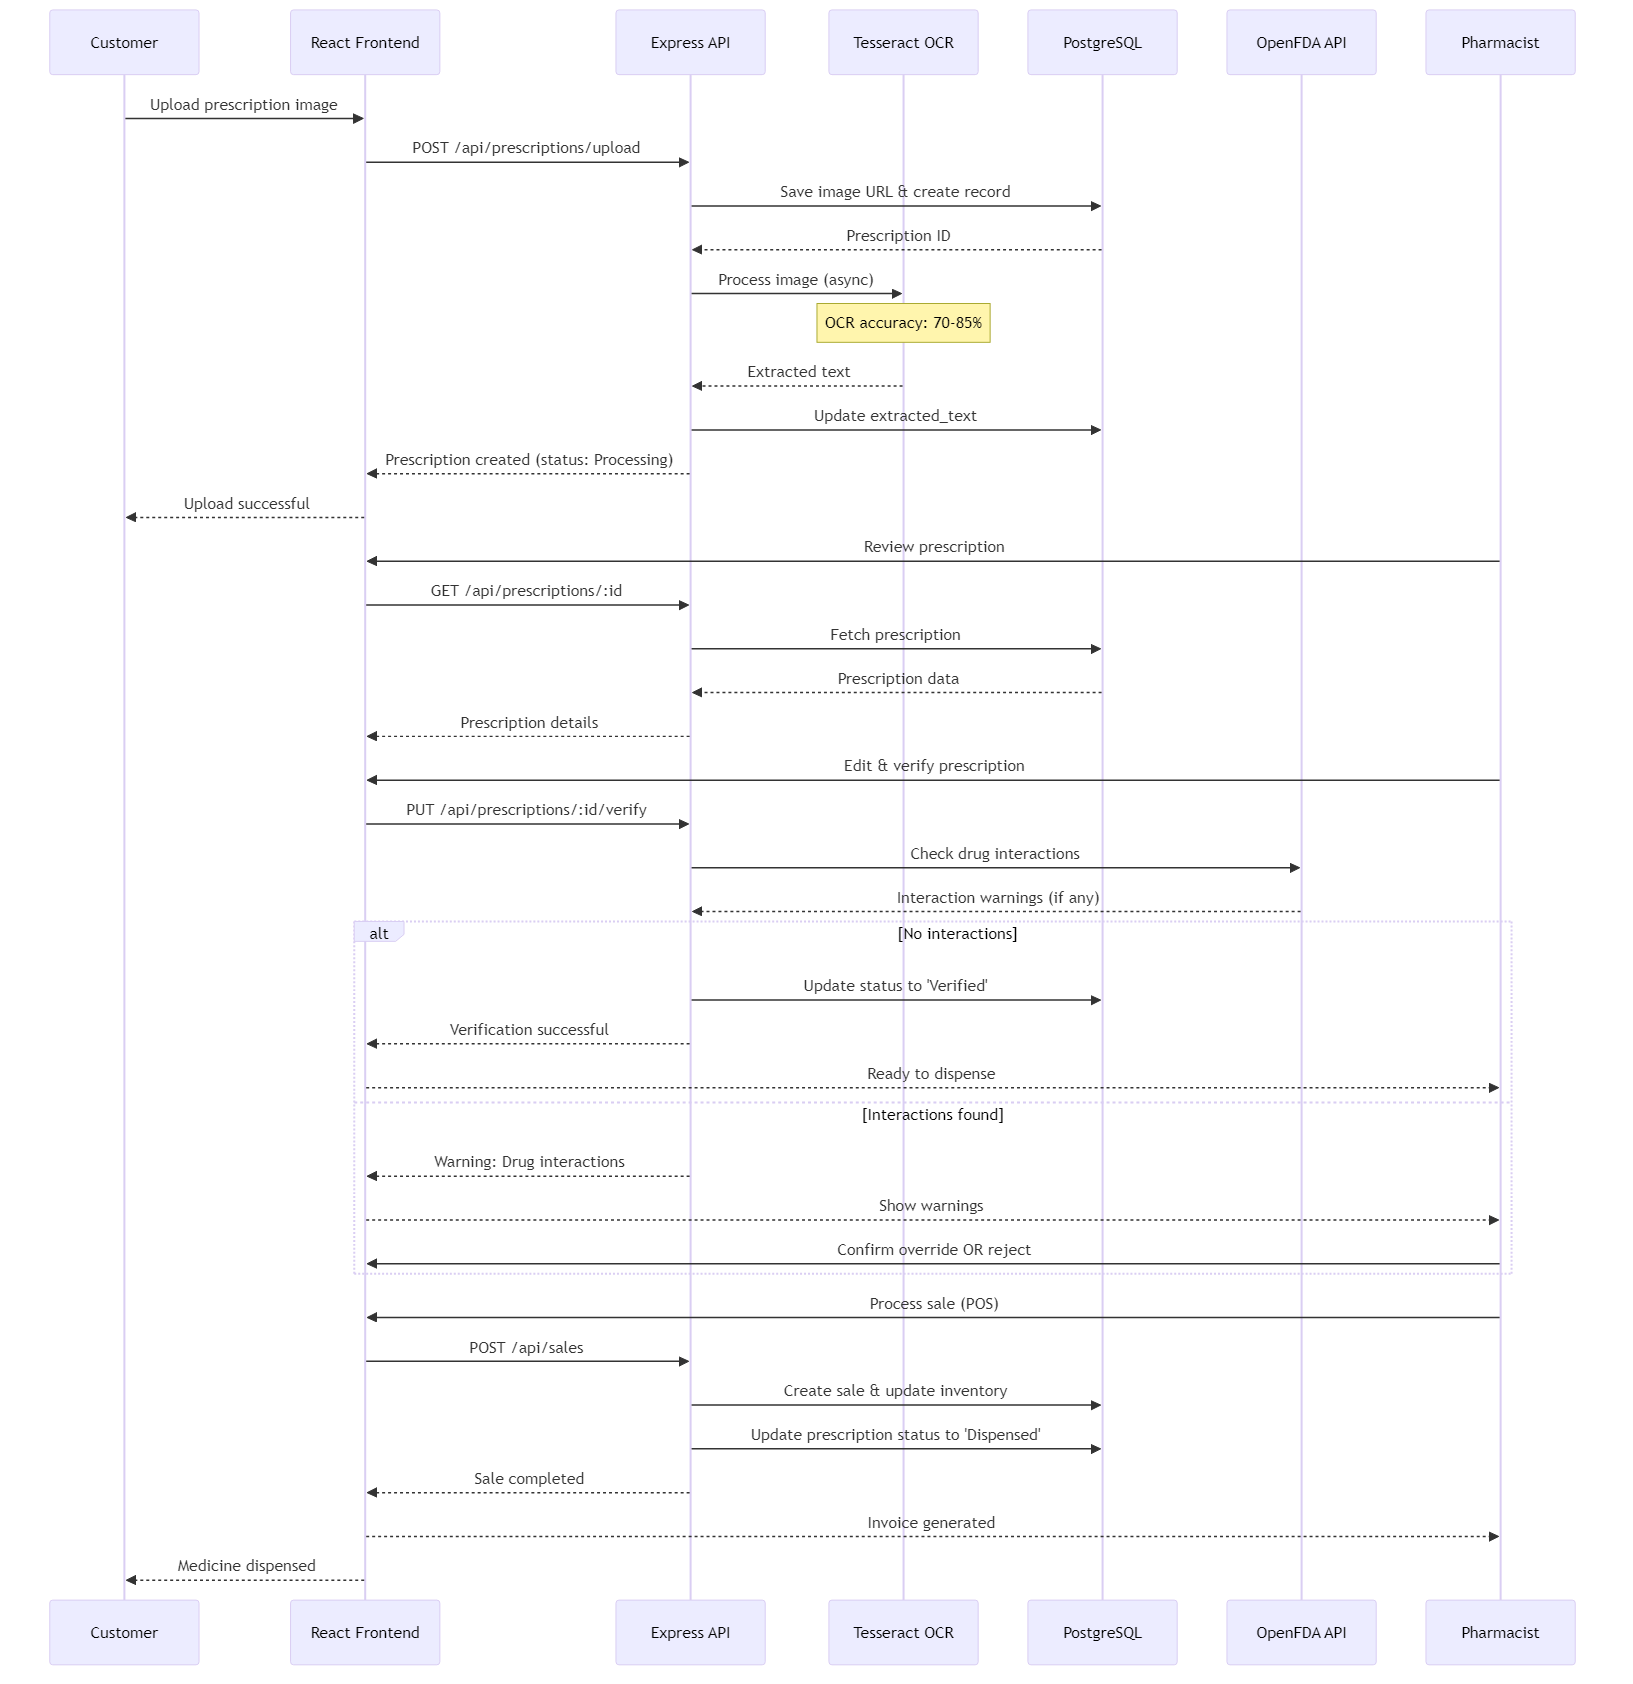 Customer
React Frontend
Express API
Tesseract OCR
PostgreSQL
OpenFDA API
Pharmacist
Upload prescription image
POST /api/prescriptions/upload
Save image URL & create record
Prescription ID
Process image (async)
OCR accuracy: 70-85%
Extracted text
Update extracted_text
Prescription created (status: Processing)
Upload successful
Review prescription
GET /api/prescriptions/:id
Fetch prescription
Prescription data
Prescription details
Edit & verify prescription
PUT /api/prescriptions/:id/verify
Check drug interactions
Interaction warnings (if any)
alt
[No interactions]
Update status to 'Verified'
Verification successful
Ready to dispense
[Interactions found]
Warning: Drug interactions
Show warnings
Confirm override OR reject
Process sale (POS)
POST /api/sales
Create sale & update inventory
Update prescription status to 'Dispensed'
Sale completed
Invoice generated
Medicine dispensed
Customer
React Frontend
Express API
Tesseract OCR
PostgreSQL
OpenFDA API
Pharmacist